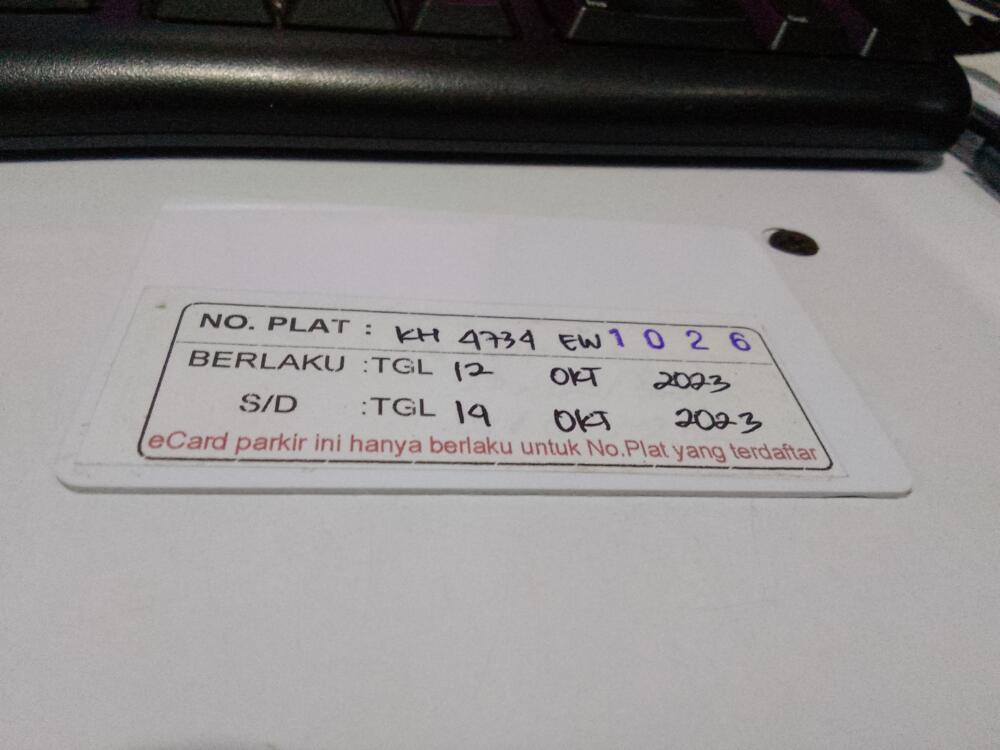 NO. PLAT : KH 4734 EW 1026
BERLAKU :TGL 12 OKT 2023
S/D :TGL 19 OKT 2023
eCard parkir ini hanya berlaku untuk No.Plat yang terdaftar